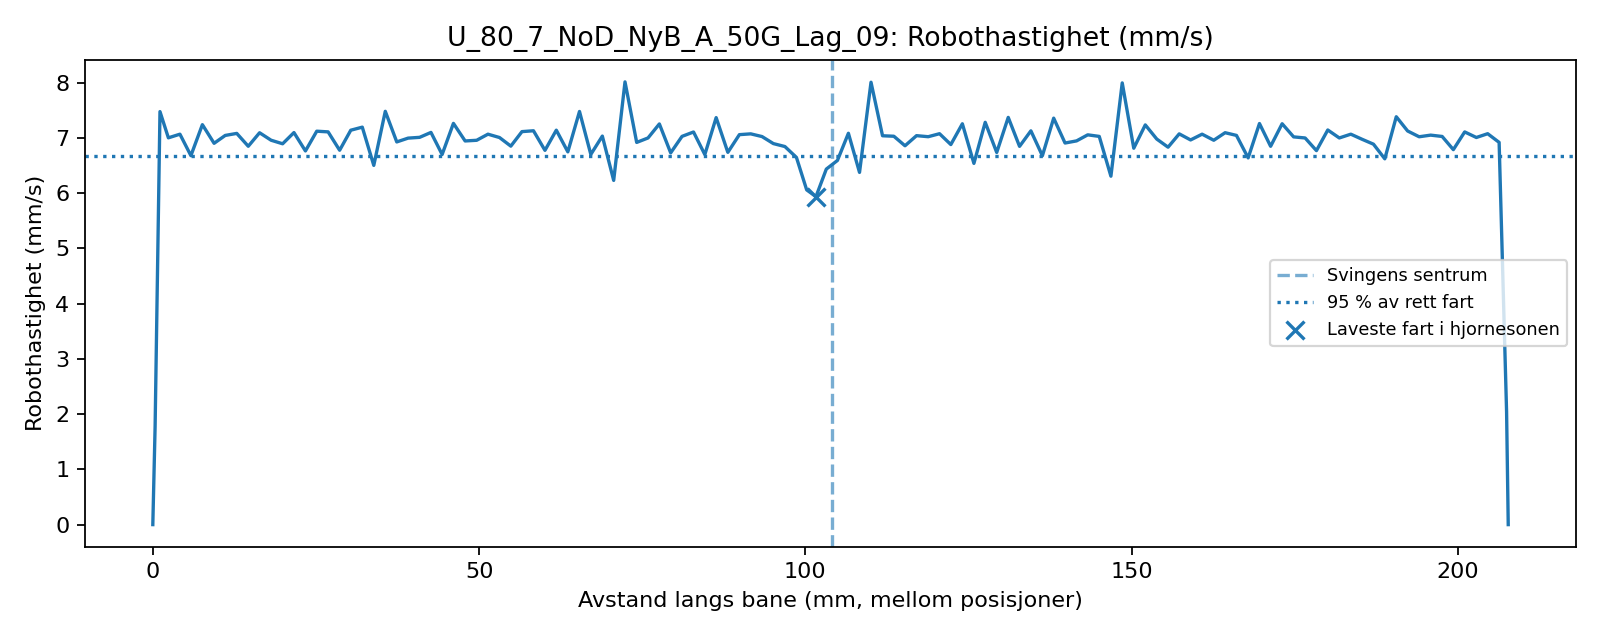 U_80_7_NoD_NyB_A_50G_Lag_09: Robothastighet (mm/s)
Robothastighet (mm/s)
8
7
6
5
4
3
2
1
0
Svingens sentrum
95 % av rett fart
Laveste fart i hjornesonen
0
50
100
150
200
Avstand langs bane (mm, mellom posisjoner)